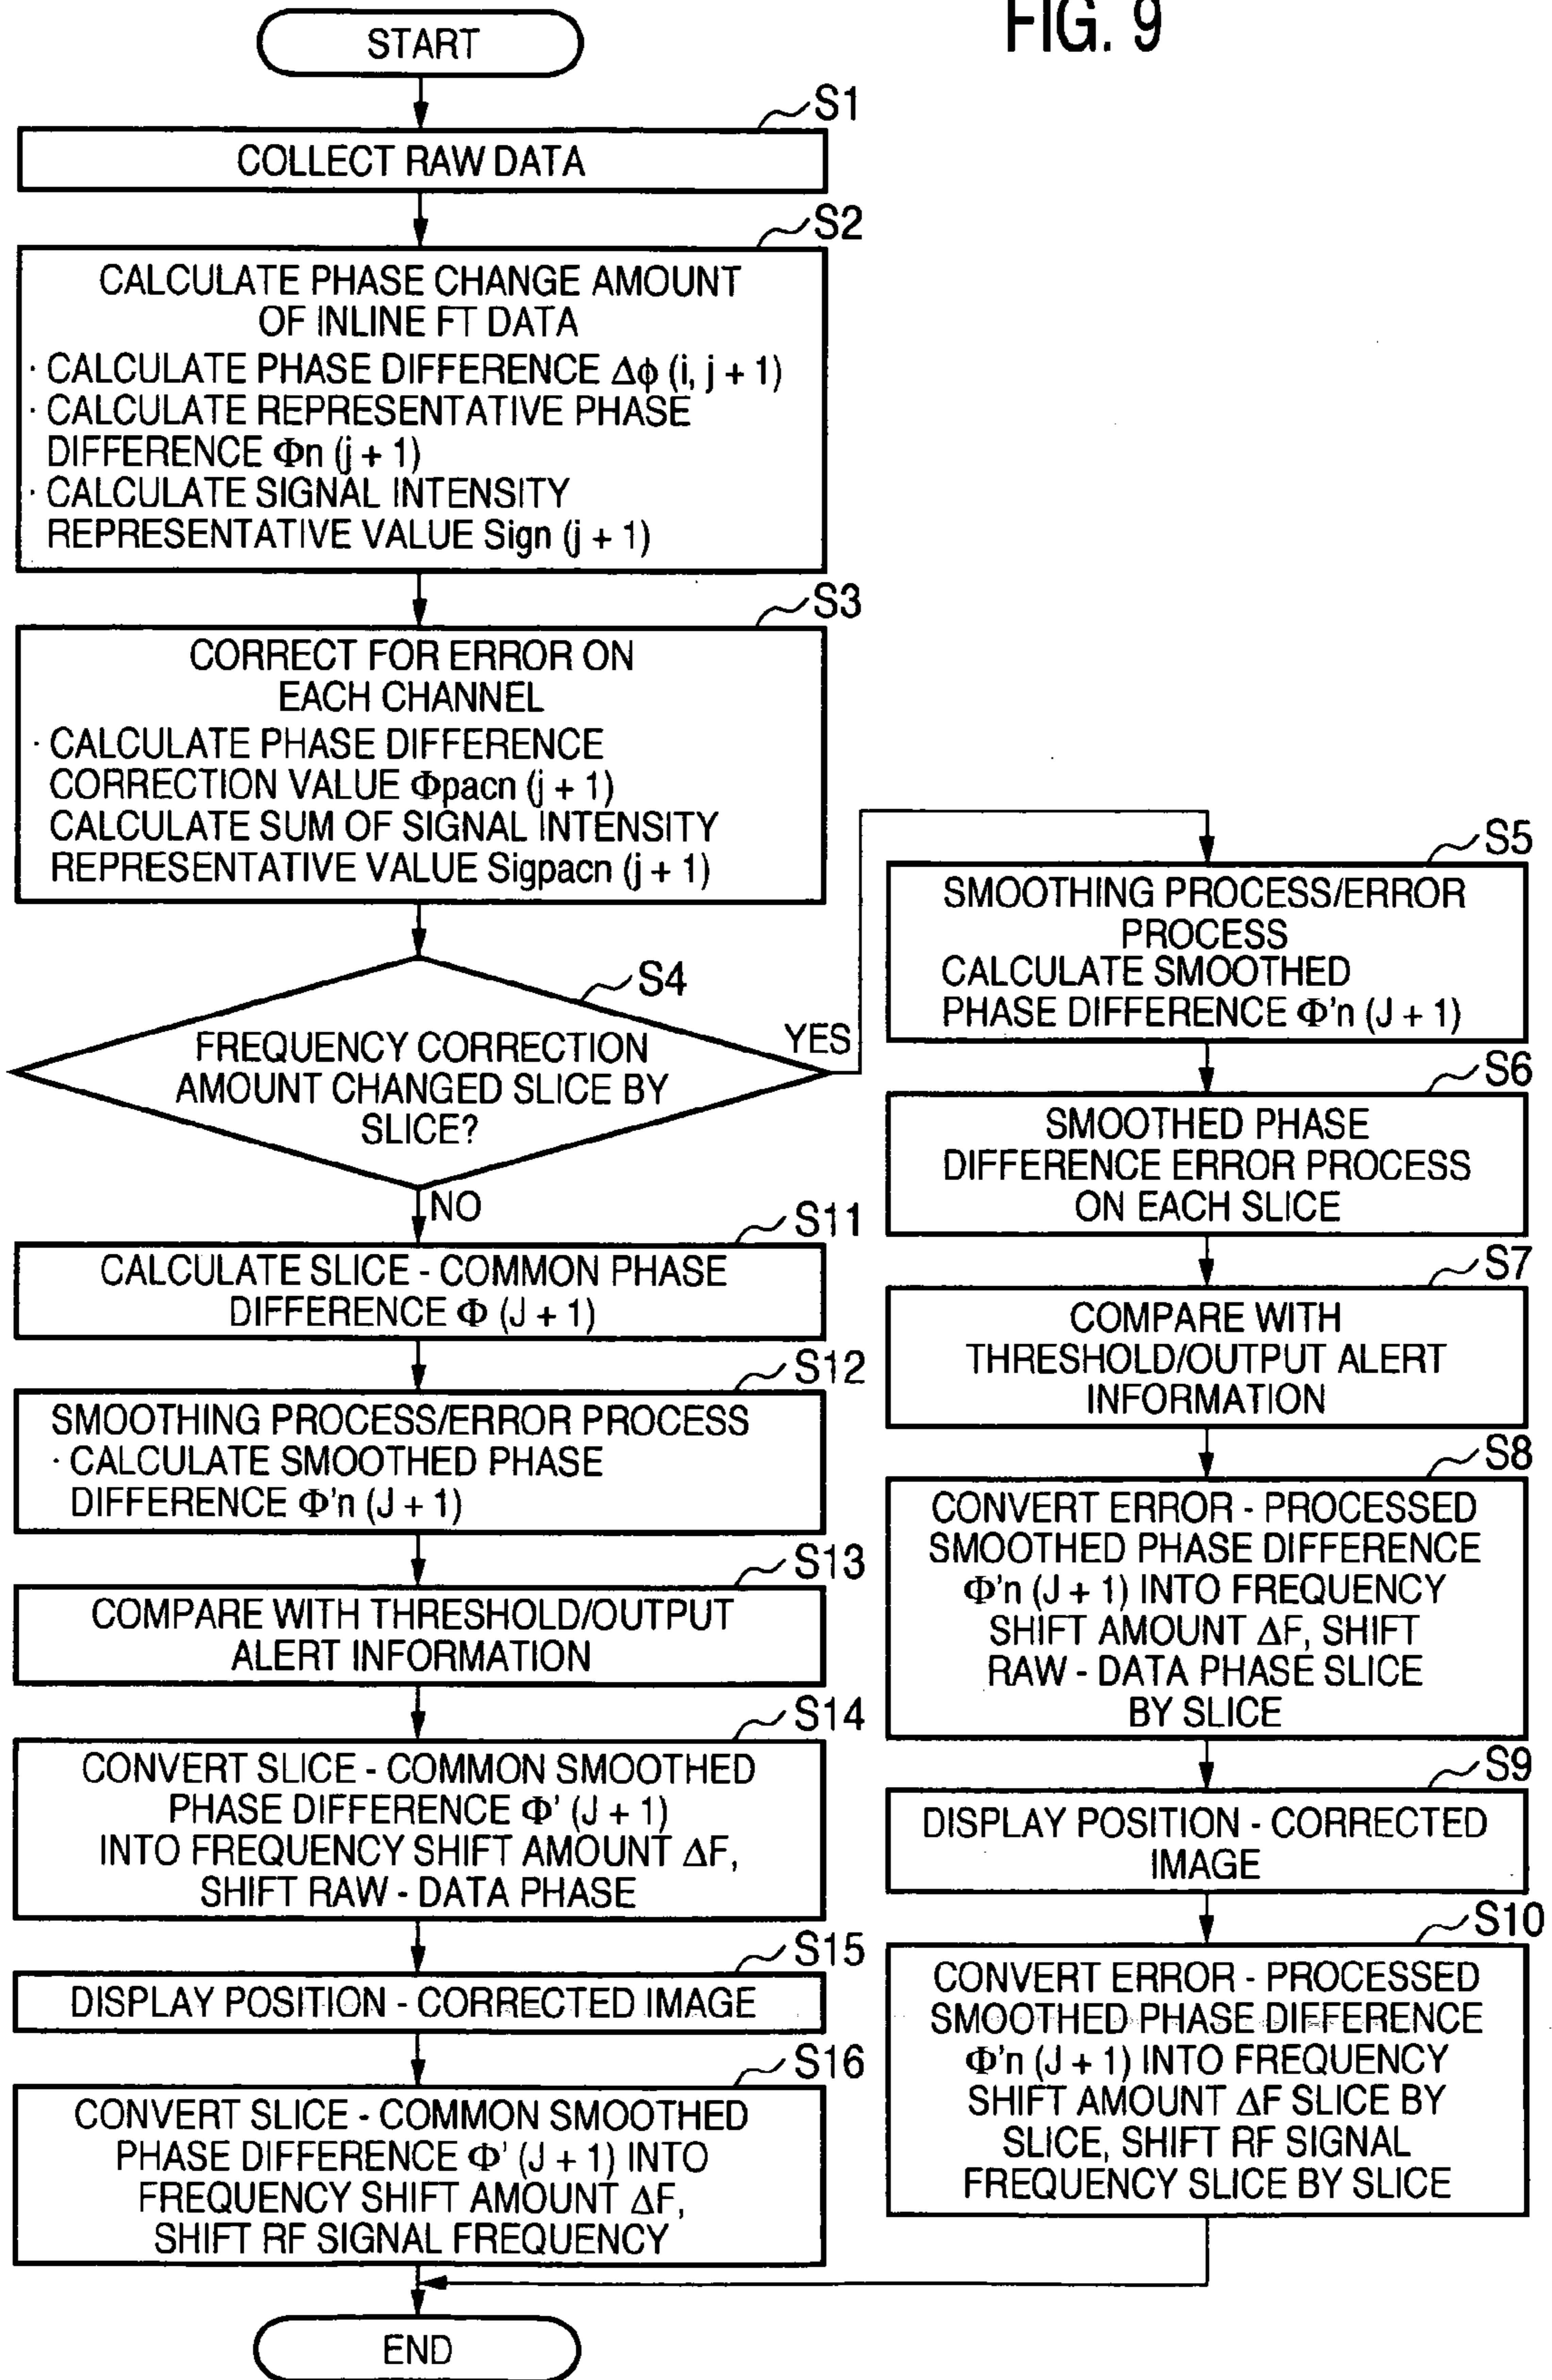 FIG. 9
START
S1
COLLECT RAW DATA
S2
CALCULATE PHASE CHANGE AMOUNT
OF INLINE FT DATA
· CALCULATE PHASE DIFFERENCE Δϕ (i, j + 1)
· CALCULATE REPRESENTATIVE PHASE
DIFFERENCE Φn (j + 1)
· CALCULATE SIGNAL INTENSITY
REPRESENTATIVE VALUE Sign (j + 1)
S3
CORRECT FOR ERROR ON
EACH CHANNEL
· CALCULATE PHASE DIFFERENCE
CORRECTION VALUE Φpacn (j + 1)
CALCULATE SUM OF SIGNAL INTENSITY
REPRESENTATIVE VALUE Sigpacn (j + 1)
S4
FREQUENCY CORRECTION
AMOUNT CHANGED SLICE BY
SLICE?
YES
NO
S11
CALCULATE SLICE - COMMON PHASE
DIFFERENCE Φ (J + 1)
S12
SMOOTHING PROCESS/ERROR PROCESS
· CALCULATE SMOOTHED PHASE
DIFFERENCE Φ'n (J + 1)
S13
COMPARE WITH THRESHOLD/OUTPUT
ALERT INFORMATION
S14
CONVERT SLICE - COMMON SMOOTHED
PHASE DIFFERENCE Φ' (J + 1)
INTO FREQUENCY SHIFT AMOUNT ΔF,
SHIFT RAW - DATA PHASE
S15
DISPLAY POSITION - CORRECTED IMAGE
S16
CONVERT SLICE - COMMON SMOOTHED
PHASE DIFFERENCE Φ' (J + 1) INTO
FREQUENCY SHIFT AMOUNT ΔF,
SHIFT RF SIGNAL FREQUENCY
END
S5
SMOOTHING PROCESS/ERROR
PROCESS
CALCULATE SMOOTHED
PHASE DIFFERENCE Φ'n (J + 1)
S6
SMOOTHED PHASE
DIFFERENCE ERROR PROCESS
ON EACH SLICE
S7
COMPARE WITH
THRESHOLD/OUTPUT ALERT
INFORMATION
S8
CONVERT ERROR - PROCESSED
SMOOTHED PHASE DIFFERENCE
Φ'n (J + 1) INTO FREQUENCY
SHIFT AMOUNT ΔF, SHIFT
RAW - DATA PHASE SLICE
BY SLICE
S9
DISPLAY POSITION - CORRECTED
IMAGE
S10
CONVERT ERROR - PROCESSED
SMOOTHED PHASE DIFFERENCE
Φ'n (J + 1) INTO FREQUENCY
SHIFT AMOUNT ΔF SLICE BY
SLICE, SHIFT RF SIGNAL
FREQUENCY SLICE BY SLICE